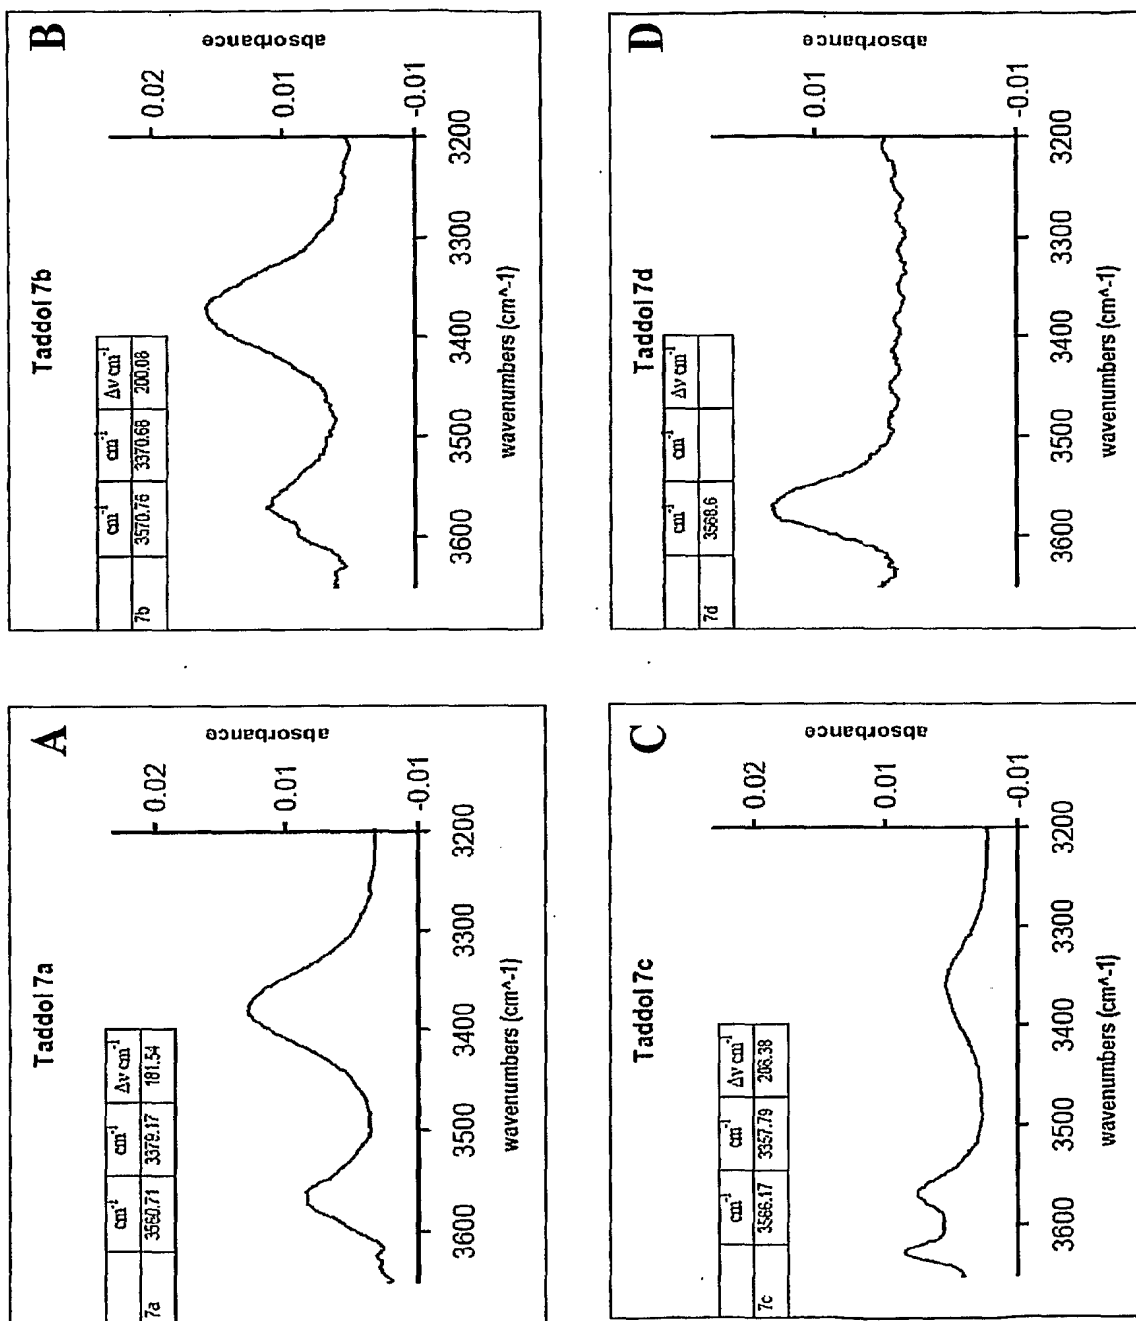 A
Taddol 7a
cm-1 cm-1 Δν cm-1
7a 3560.71 3379.17 181.54
0.02
0.01
-0.01
absorbance
3600 3500 3400 3300 3200
wavenumbers (cm^-1)
B
Taddol 7b
cm-1 cm-1 Δν cm-1
7b 3570.76 3370.68 200.08
0.02
0.01
-0.01
absorbance
3600 3500 3400 3300 3200
wavenumbers (cm^-1)
C
Taddol 7c
cm-1 cm-1 Δν cm-1
7c 3566.17 3357.79 208.38
0.02
0.01
-0.01
absorbance
3600 3500 3400 3300 3200
wavenumbers (cm^-1)
D
Taddol 7d
cm-1 cm-1 Δν cm-1
7d 3568.6
0.01
-0.01
absorbance
3600 3500 3400 3300 3200
wavenumbers (cm^-1)